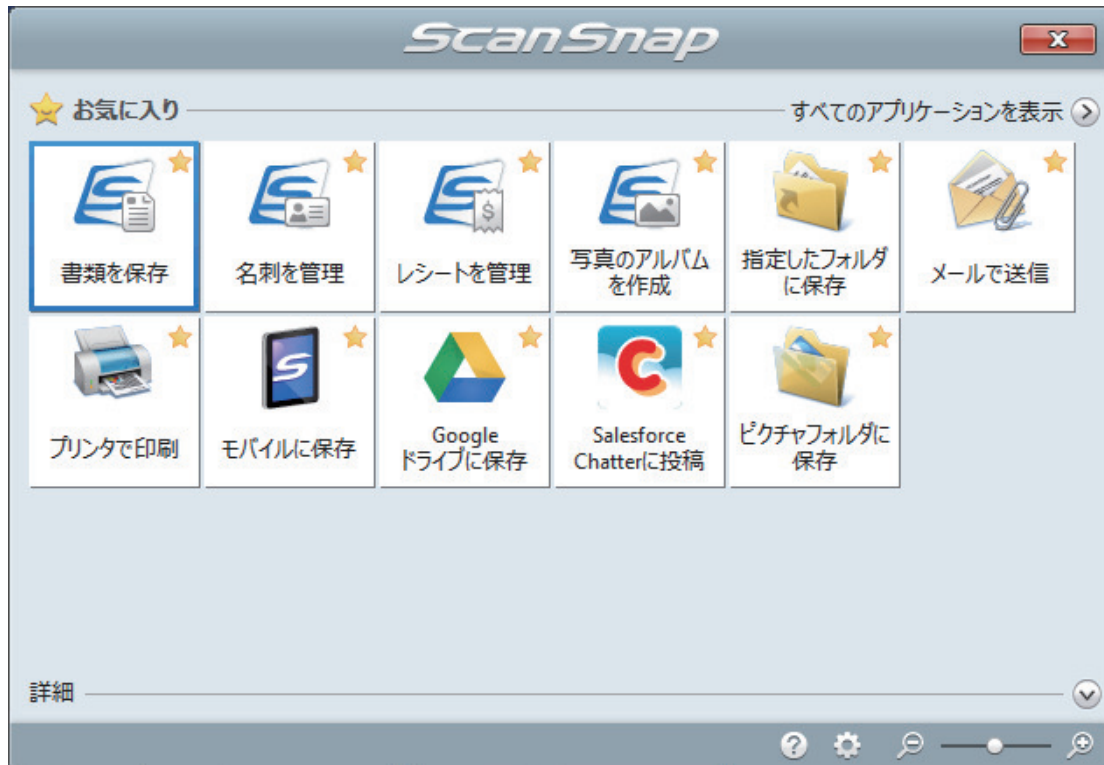 ScanSnap
お気に入り
すべてのアプリケーションを表示
書類を保存
名刺を管理
レシートを管理
写真のアルバム
を作成
指定したフォルダ
に保存
メールで送信
プリンタで印刷
モバイルに保存
Google
ドライブに保存
Salesforce
Chatterに投稿
ピクチャフォルダに
保存
詳細